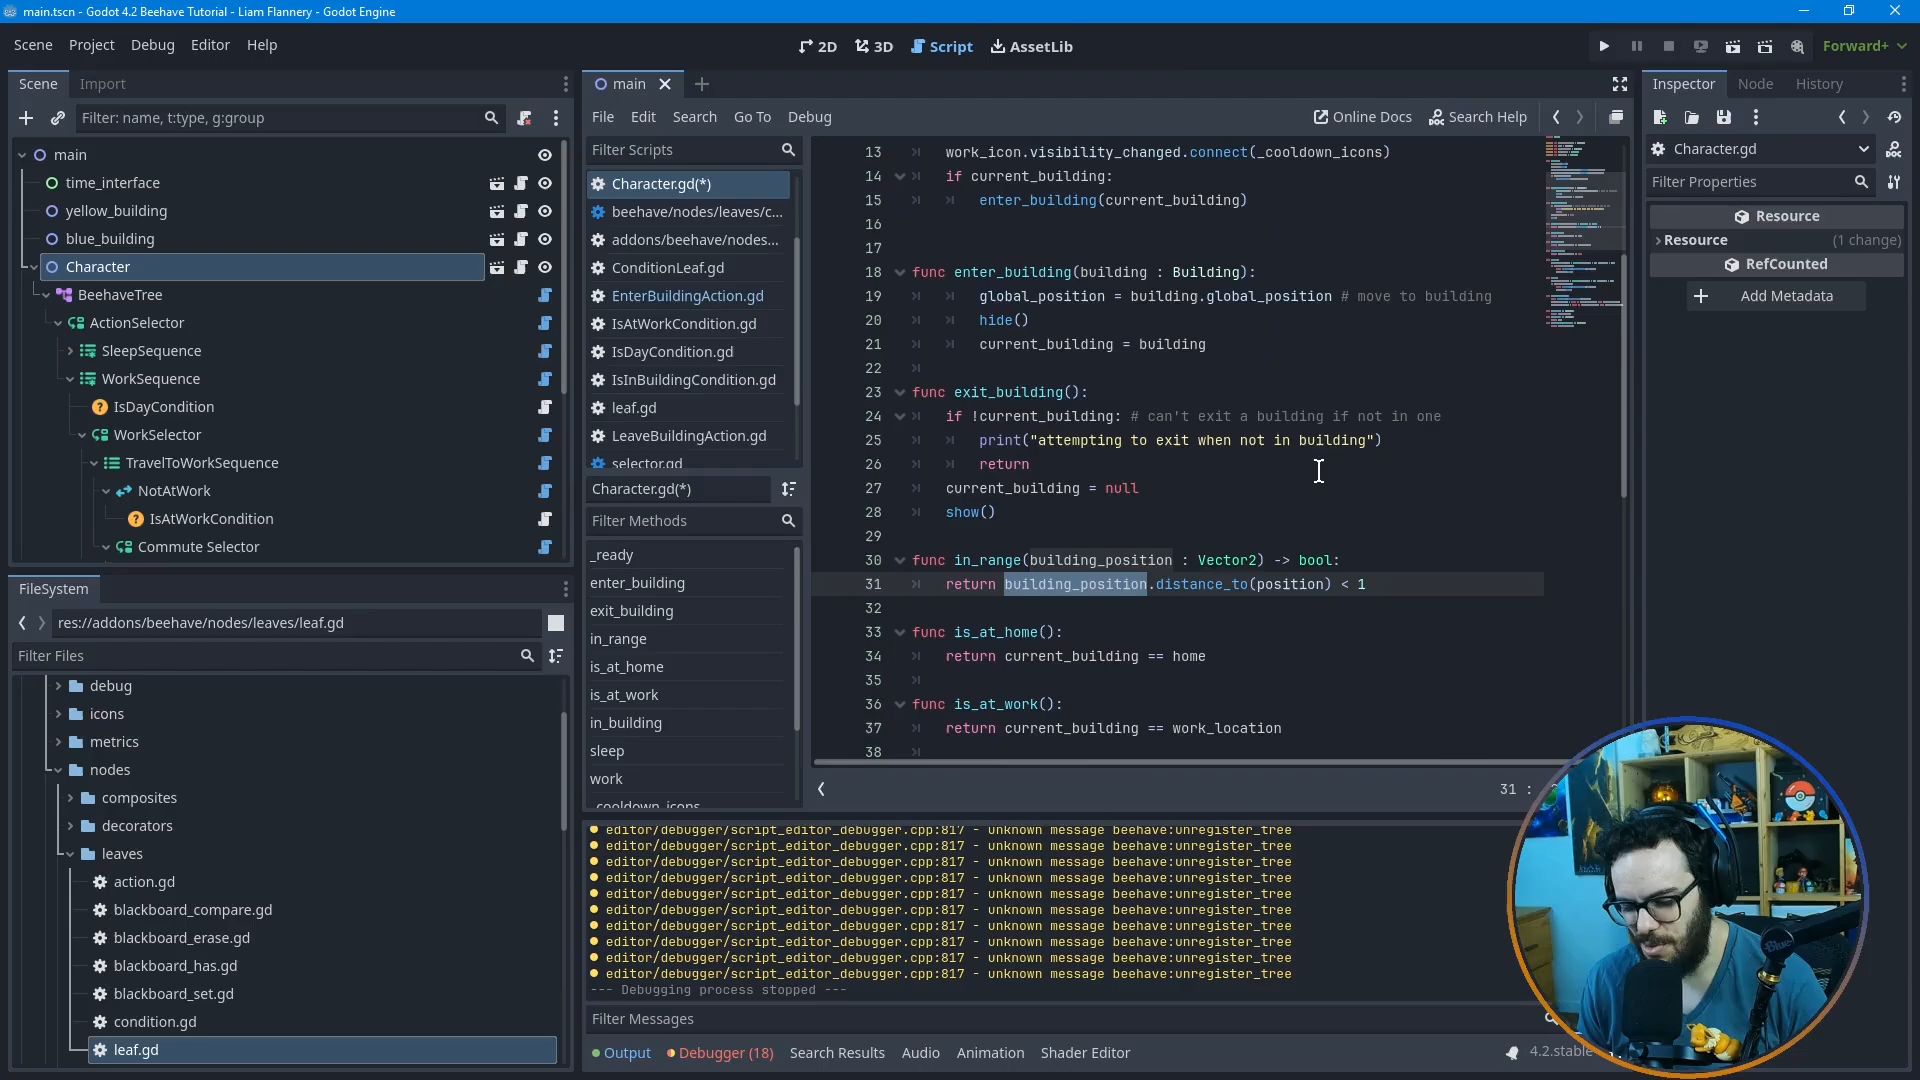 main.tscn - Godot 4.2 Beehave Tutorial - Liam Flannery - Godot Engine
Scene Project Debug Editor Help
2D 3D Script AssetLib
Forward+
Scene Import
Filter: name, t:type, g:group
main
time_interface
yellow_building
blue_building
Character
BeehaveTree
ActionSelector
SleepSequence
WorkSequence
IsDayCondition
WorkSelector
TravelToWorkSequence
NotAtWork
IsAtWorkCondition
Commute Selector
FileSystem
res://addons/beehave/nodes/leaves/leaf.gd
Filter Files
debug
icons
metrics
nodes
composites
decorators
leaves
action.gd
blackboard_compare.gd
blackboard_erase.gd
blackboard_has.gd
blackboard_set.gd
condition.gd
leaf.gd
main
File Edit Search Go To Debug
Online Docs Search Help
Filter Scripts
Character.gd(*)
beehave/nodes/leaves/c...
addons/beehave/nodes...
ConditionLeaf.gd
EnterBuildingAction.gd
IsAtWorkCondition.gd
IsDayCondition.gd
IsInBuildingCondition.gd
leaf.gd
LeaveBuildingAction.gd
selector.gd
Character.gd(*)
Filter Methods
_ready
enter_building
exit_building
in_range
is_at_home
is_at_work
in_building
sleep
work
_cooldown_icons
13 work_icon.visibility_changed.connect(_cooldown_icons)
14 if current_building:
15 enter_building(current_building)
16
17
18 func enter_building(building : Building):
19 global_position = building.global_position # move to building
20 hide()
21 current_building = building
22
23 func exit_building():
24 if !current_building: # can't exit a building if not in one
25 print("attempting to exit when not in building")
26 return
27 current_building = null
28 show()
29
30 func in_range(building_position : Vector2) -> bool:
31 return building_position.distance_to(position) < 1
32
33 func is_at_home():
34 return current_building == home
35
36 func is_at_work():
37 return current_building == work_location
38
31 :
editor/debugger/script_editor_debugger.cpp:817 - unknown message beehave:unregister_tree
editor/debugger/script_editor_debugger.cpp:817 - unknown message beehave:unregister_tree
editor/debugger/script_editor_debugger.cpp:817 - unknown message beehave:unregister_tree
editor/debugger/script_editor_debugger.cpp:817 - unknown message beehave:unregister_tree
editor/debugger/script_editor_debugger.cpp:817 - unknown message beehave:unregister_tree
editor/debugger/script_editor_debugger.cpp:817 - unknown message beehave:unregister_tree
editor/debugger/script_editor_debugger.cpp:817 - unknown message beehave:unregister_tree
editor/debugger/script_editor_debugger.cpp:817 - unknown message beehave:unregister_tree
editor/debugger/script_editor_debugger.cpp:817 - unknown message beehave:unregister_tree
editor/debugger/script_editor_debugger.cpp:817 - unknown message beehave:unregister_tree
--- Debugging process stopped ---
Filter Messages
Output Debugger (18) Search Results Audio Animation Shader Editor
4.2.stable
Inspector Node History
Character.gd
Filter Properties
Resource
Resource (1 change)
RefCounted
Add Metadata
Blue